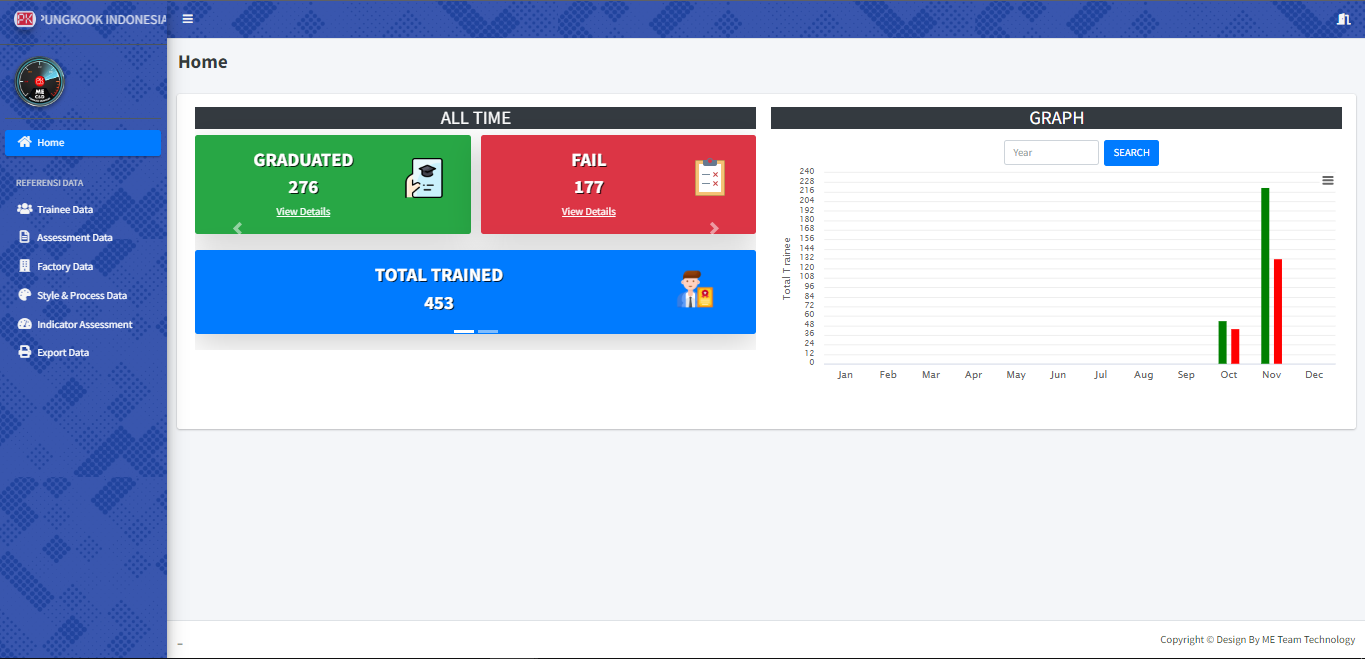 PK PUNGKOOK INDONESIA
ME
Home
REFERENSI DATA
Trainee Data
Assessment Data
Factory Data
Style & Process Data
Indicator Assessment
Export Data
Home
ALL TIME
GRADUATED
276
View Details
FAIL
177
View Details
TOTAL TRAINED
453
GRAPH
Year
SEARCH
Total Trainee
240
228
216
204
192
180
168
156
144
132
120
108
96
84
72
60
48
36
24
12
0
Jan Feb Mar Apr May Jun Jul Aug Sep Oct Nov Dec
Copyright © Design By ME Team Technology